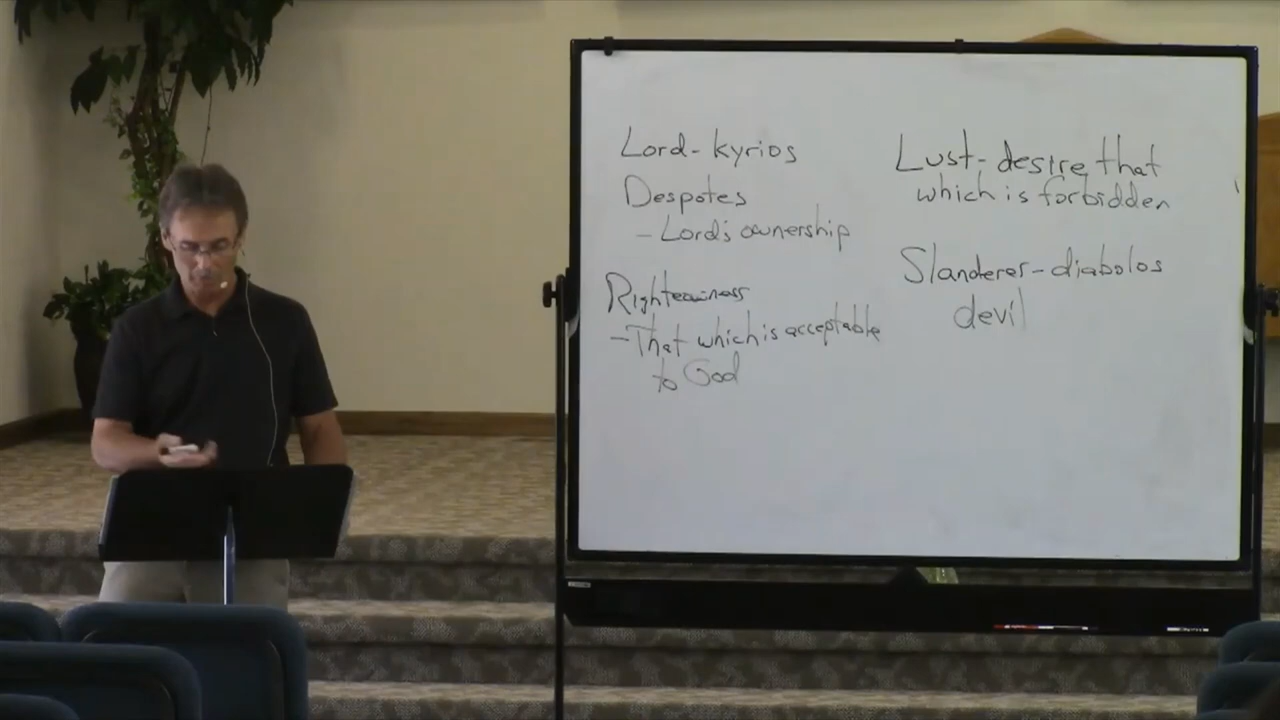 Lord - kyrios
Despotes
- Lord's ownership
Righteousness
- That which is acceptable
to God
Lust - desire that
which is forbidden
Slanderer - diabolos
devil